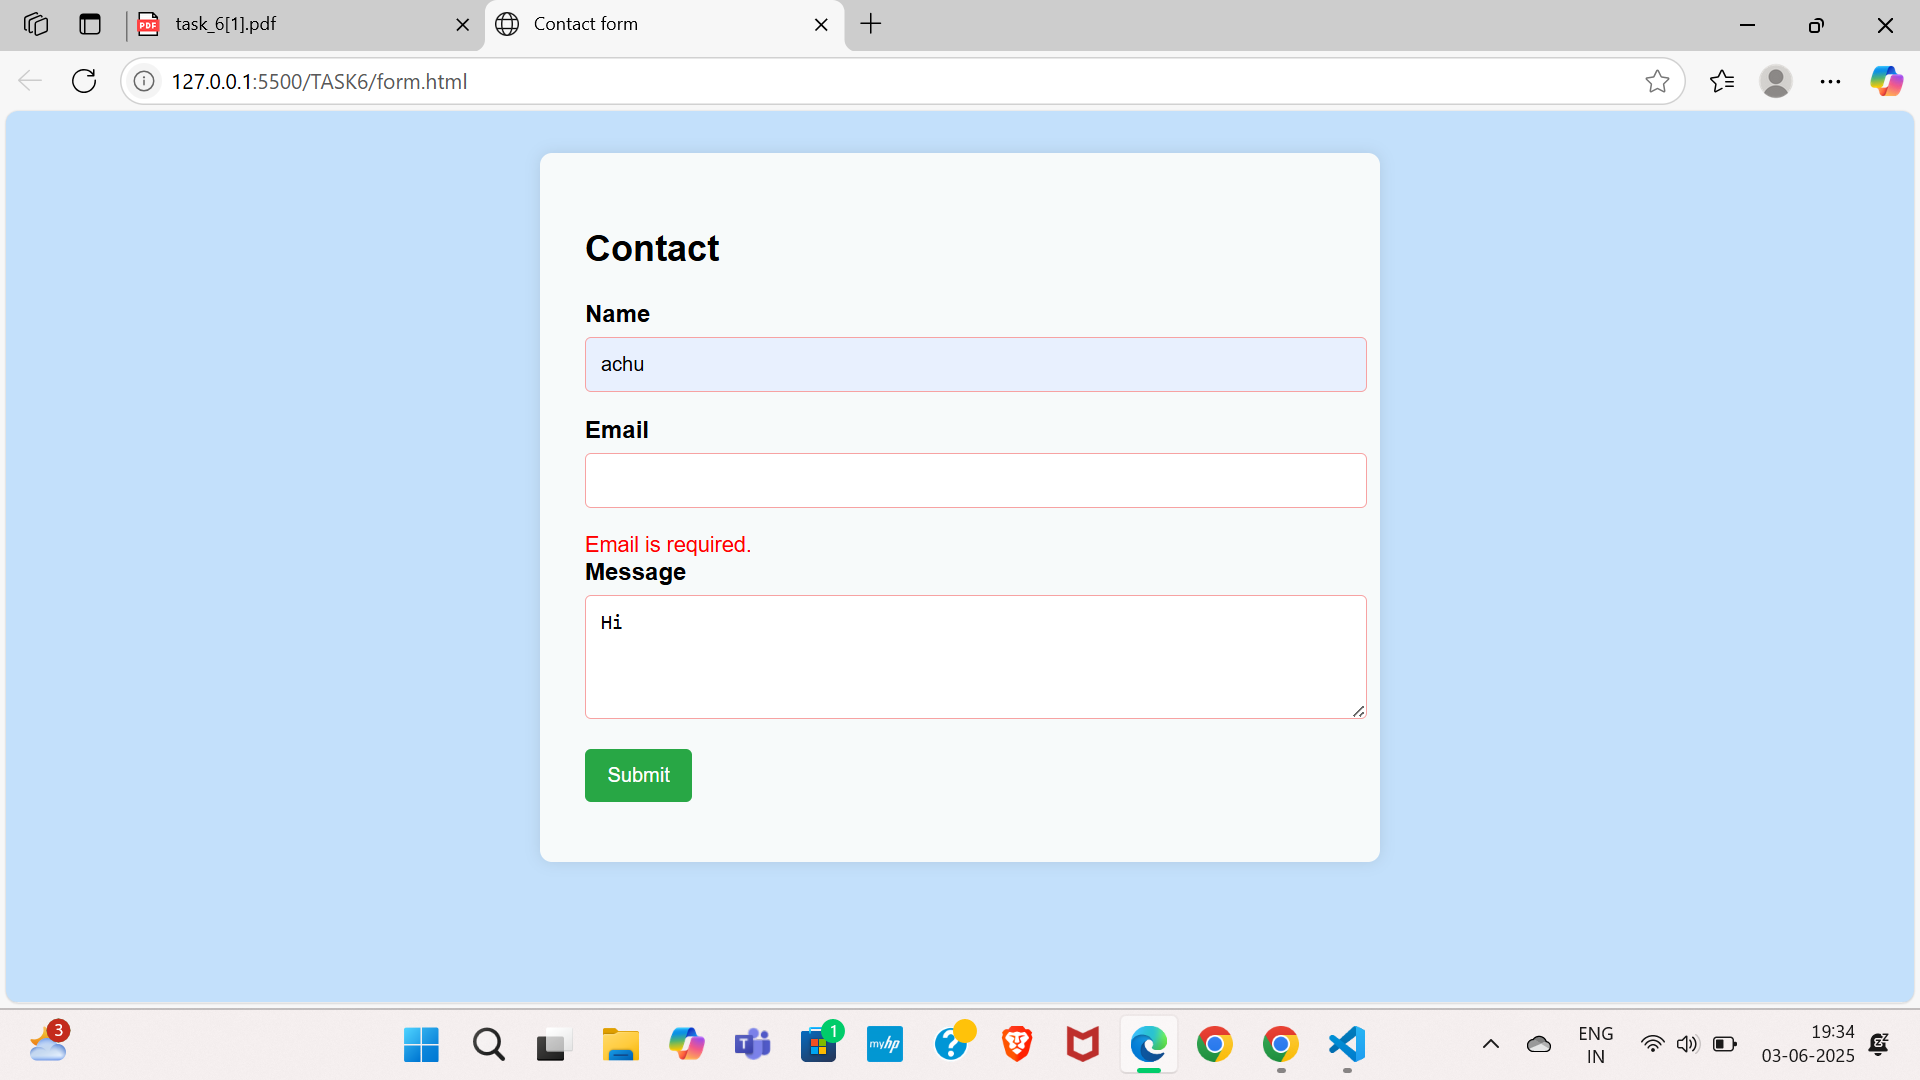 task_6[1].pdf
Contact form
127.0.0.1:5500/TASK6/form.html
Contact
Name
achu
Email
Email is required.
Message
Hi
Submit
3
1
myhp
ENG
IN
19:34
03-06-2025